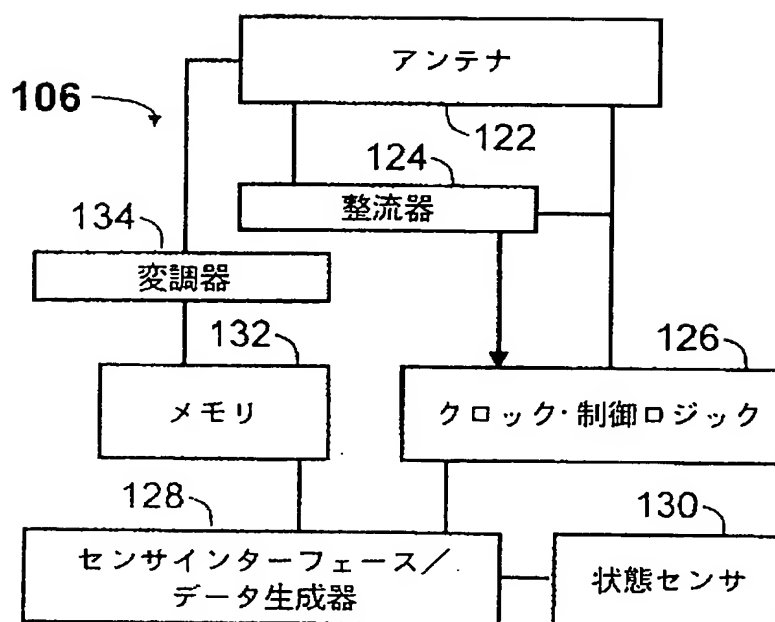 アンテナ
106
122
124
整流器
134
変調器
132
126
メモリ
クロック・制御ロジック
128
130
センサインターフェース/
データ生成器
状態センサ